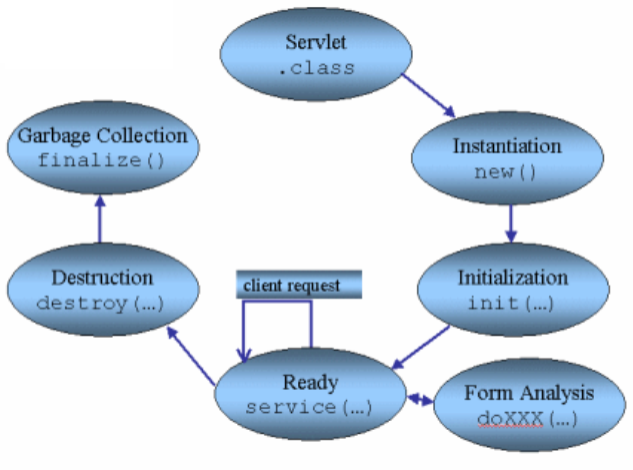 Servlet
.class
Instantiation
new()
Initialization
init(…)
client request
Ready
service(…)
Form Analysis
doXXX(…)
Destruction
destroy(…)
Garbage Collection
finalize()